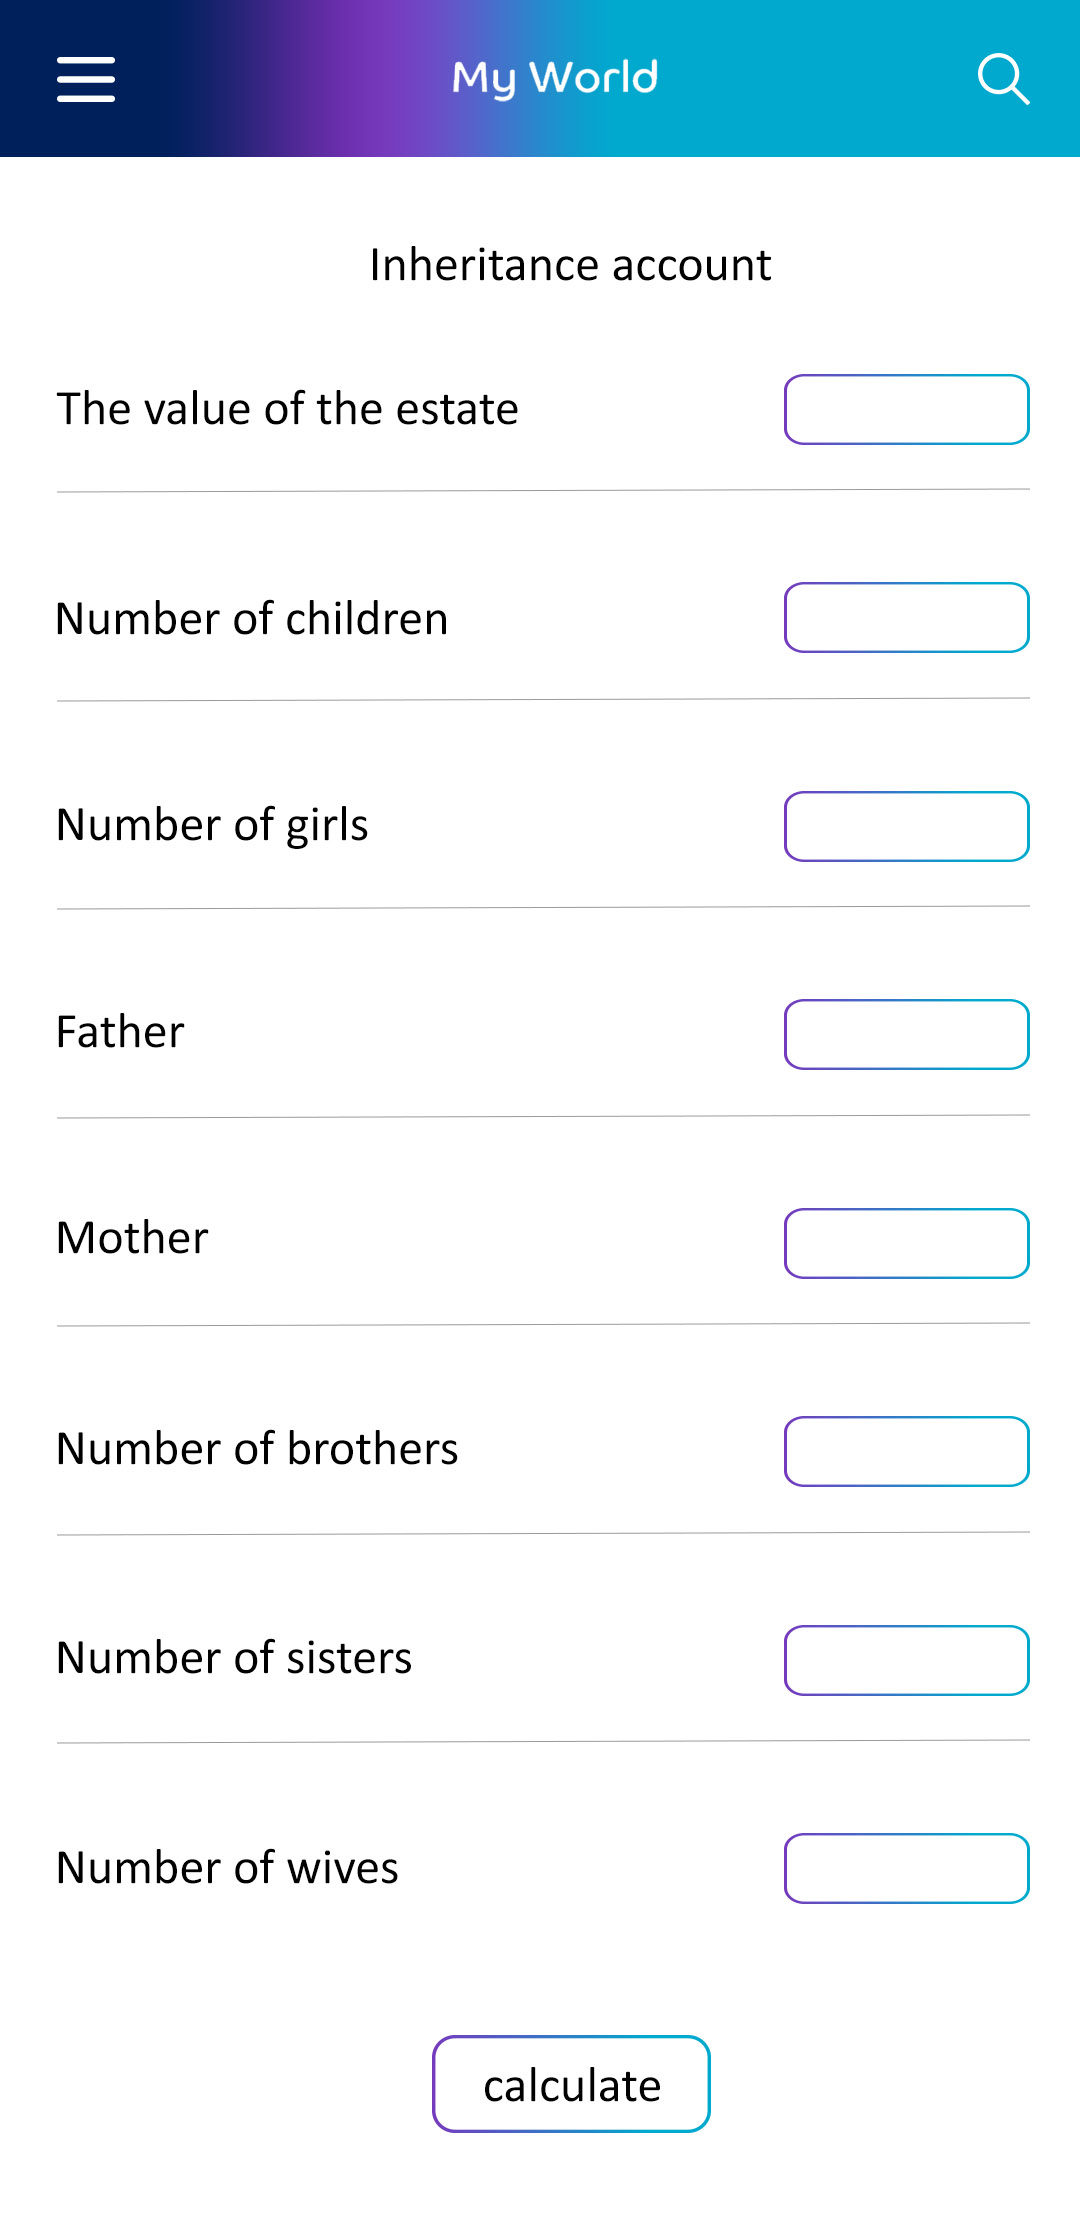 My World
Inheritance account
The value of the estate
Number of children
Number of girls
Father
Mother
Number of brothers
Number of sisters
Number of wives
calculate